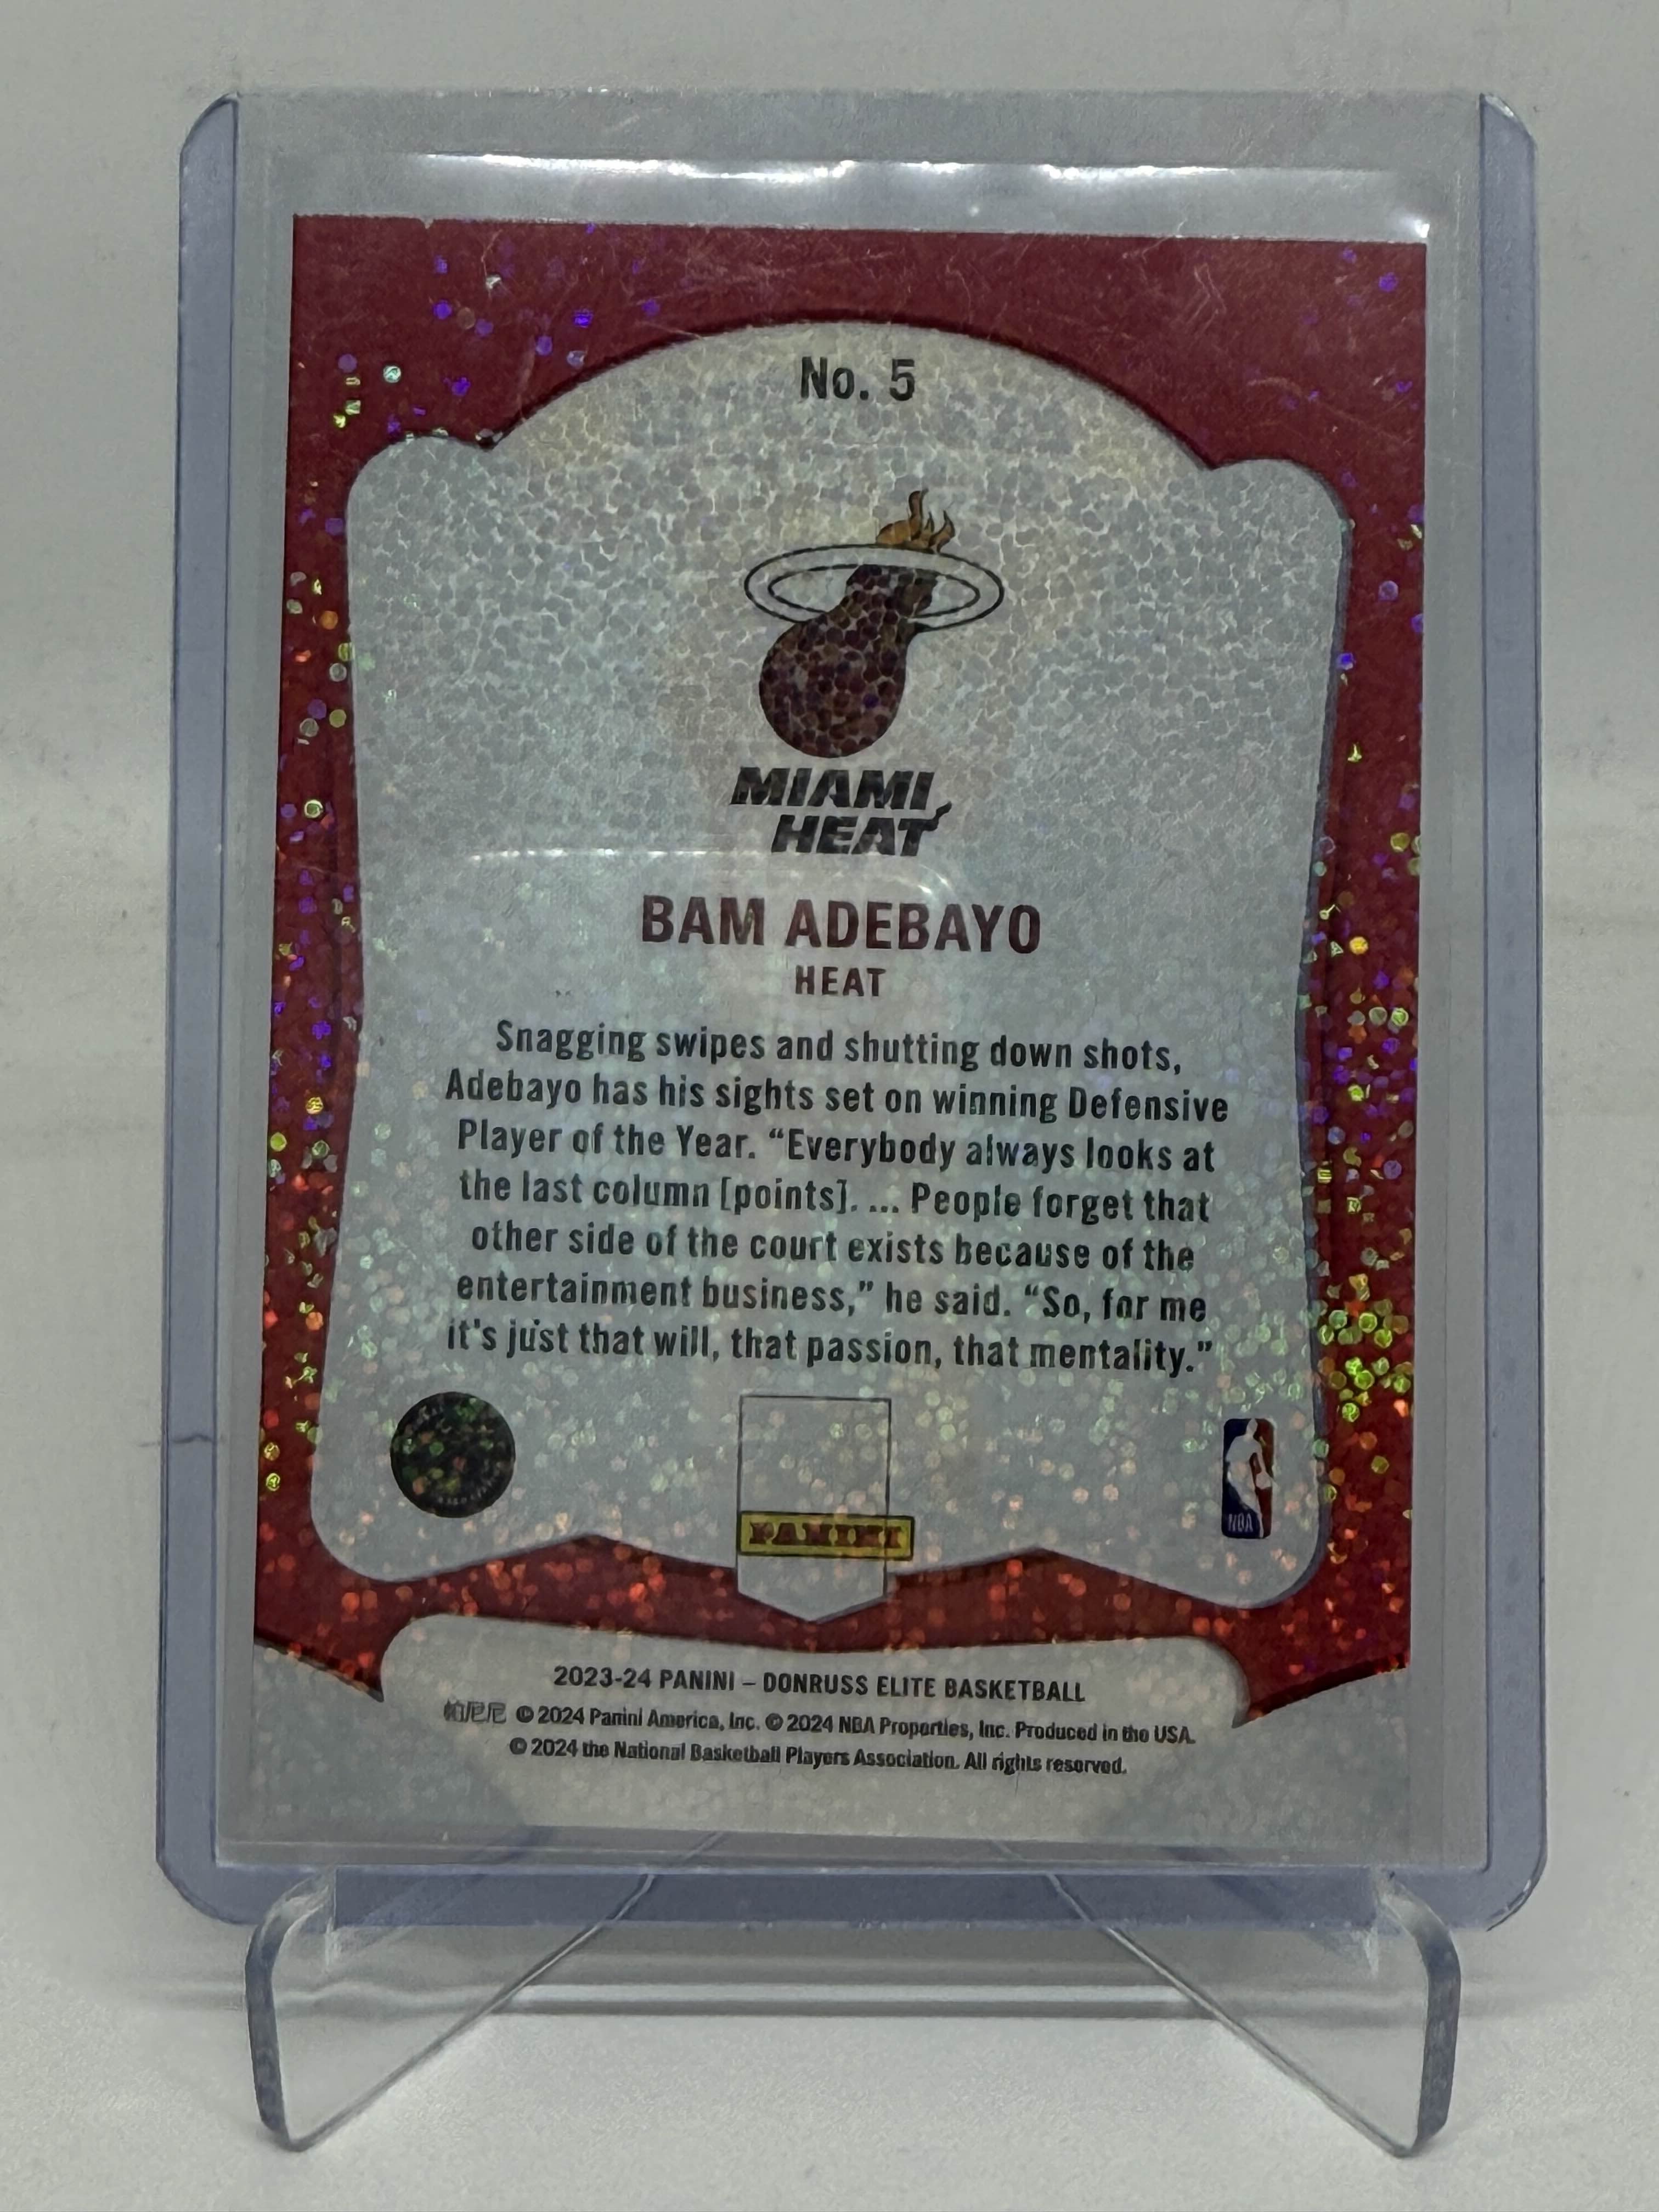 No. 5
MIAMI
HEAT
BAM ADEBAYO
HEAT
Snagging swipes and shutting down shots,
Adebayo has his sights set on winning Defensive
Player of the Year. “Everybody always looks at
the last column [points]. ... People forget that
other side of the court exists because of the
entertainment business,” he said. “So, for me
it's just that will, that passion, that mentality.”
PANINI
NBA
2023-24 PANINI – DONRUSS ELITE BASKETBALL
帕尼尼 © 2024 Panini America, Inc. © 2024 NBA Properties, Inc. Produced in the USA.
© 2024 the National Basketball Players Association. All rights reserved.